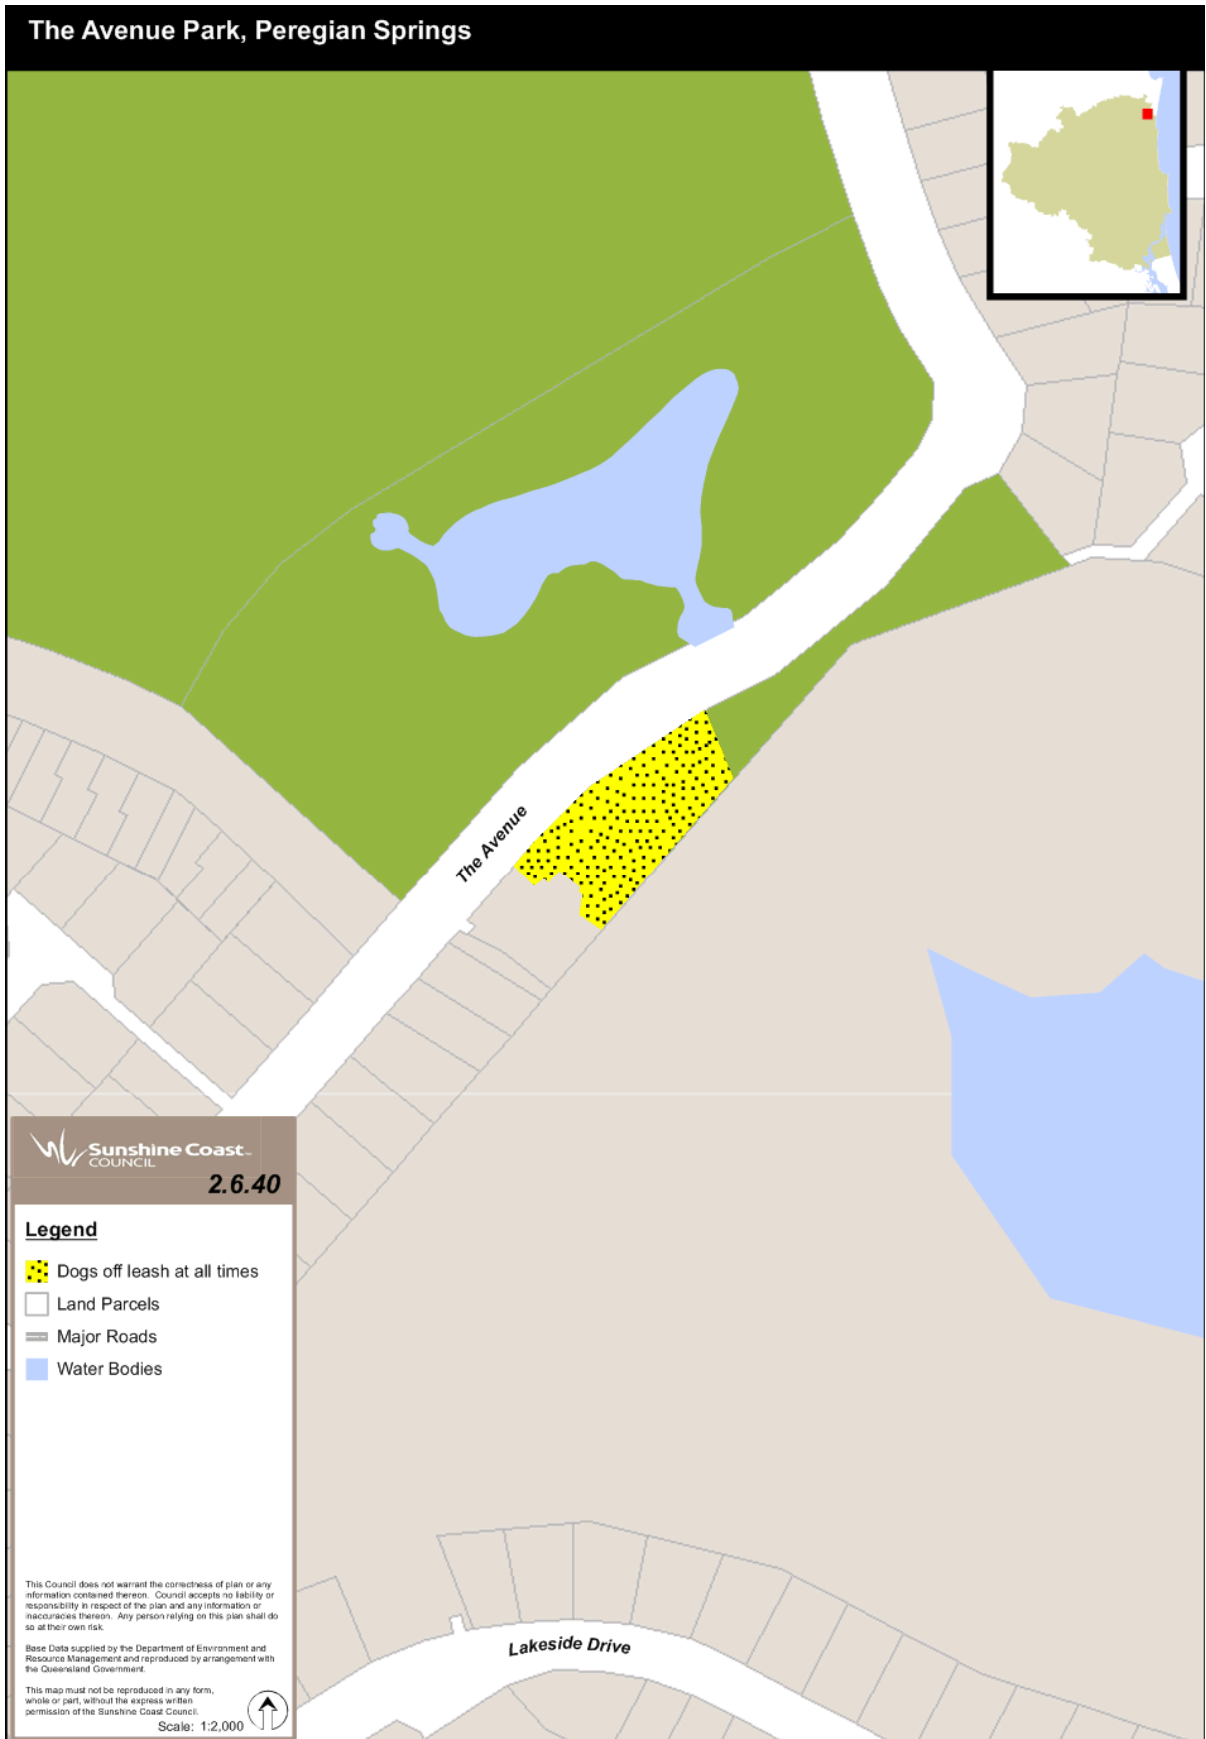 The Avenue Park, Peregian Springs
The Avenue
Sunshine Coast
COUNCIL
2.6.40
Legend
Dogs off leash at all times
Land Parcels
Major Roads
Water Bodies
This Council does not warrant the correctness of plan or any
information contained thereon. Council accepts no liability or
responsibility in respect of the plan and any information or
inaccuracies thereon. Any person relying on this plan shall do
so at their own risk.
Base Data supplied by the Department of Environment and
Resource Management and reproduced by arrangement with
the Queensland Government.
This map must not be reproduced in any form,
whole or part, without the express written
permission of the Sunshine Coast Council.
Scale: 1:2,000
Lakeside Drive